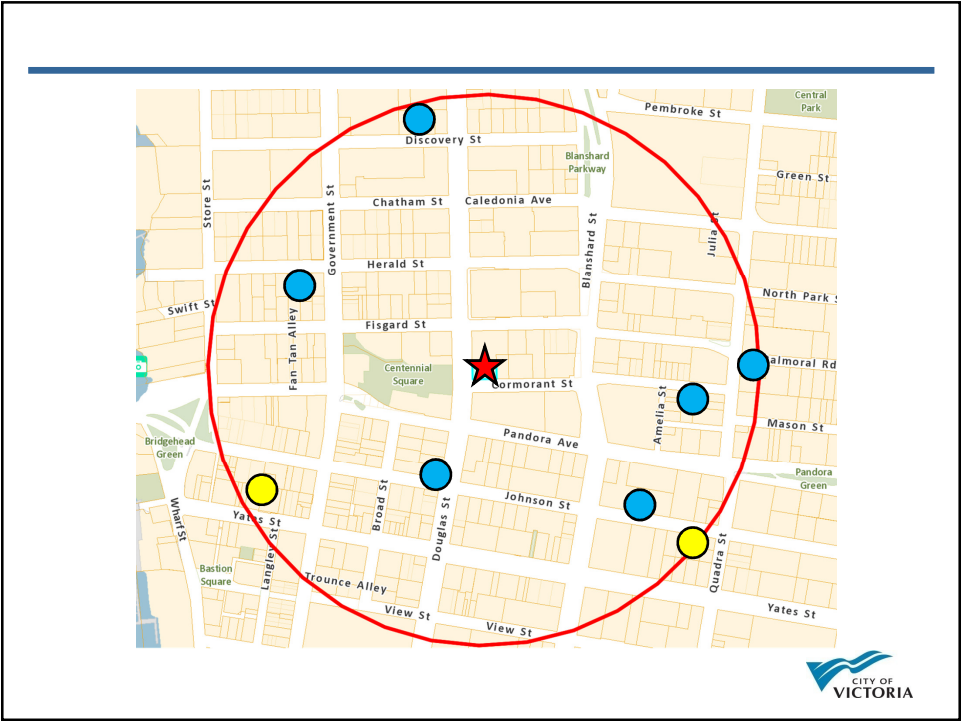 Central
Park
Pembroke St
Discovery St
Blanshard
Parkway
Green St
Store St
Government St
Chatham St
Caledonia Ave
Julia St
Blanshard St
Herald St
North Park S
Swift St
Fisgard St
Fan Tan Alley
Centennial
Square
Cormorant St
almoral Rd
Amelia St
Mason St
Bridgehead
Green
Pandora Ave
Pandora
Green
Wharf St
Yates St
Broad St
Douglas St
Johnson St
Langley St
Quadra St
Bastion
Square
Trounce Alley
View St
View St
Yates St
CITY OF
VICTORIA